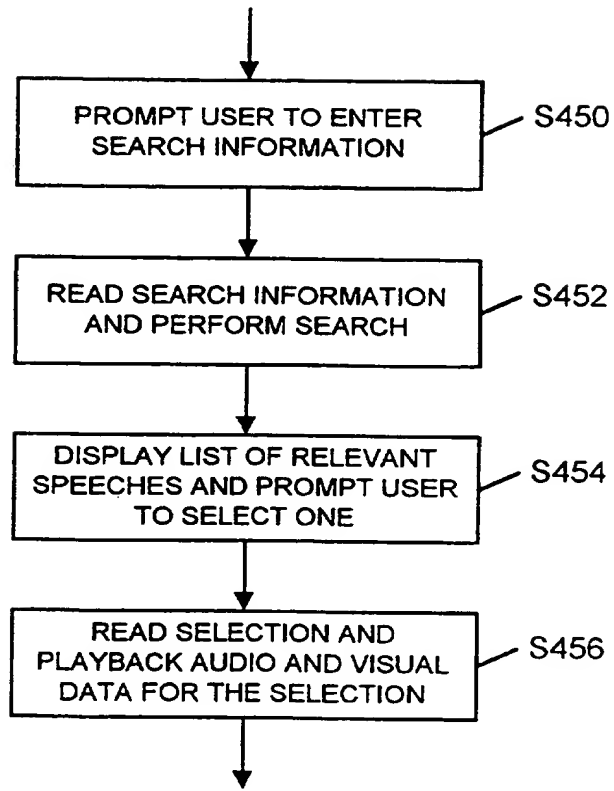 PROMPT USER TO ENTER
SEARCH INFORMATION
S450
READ SEARCH INFORMATION
AND PERFORM SEARCH
S452
DISPLAY LIST OF RELEVANT
SPEECHES AND PROMPT USER
TO SELECT ONE
S454
READ SELECTION AND
PLAYBACK AUDIO AND VISUAL
DATA FOR THE SELECTION
S456